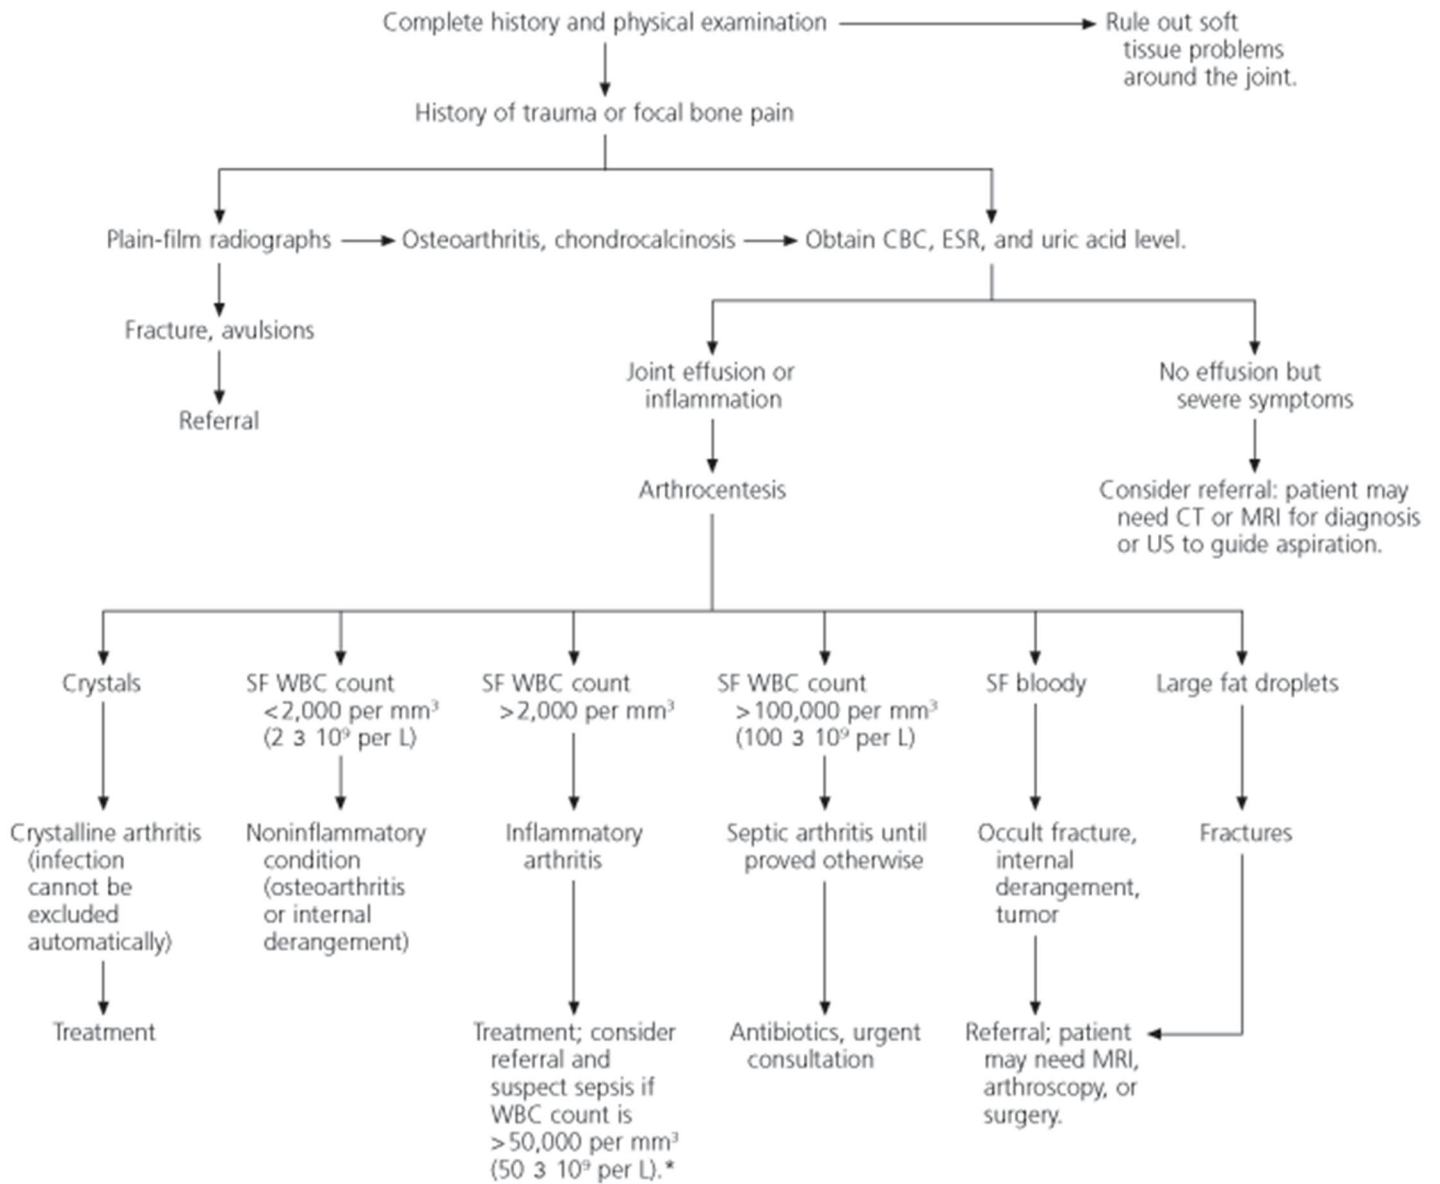 Complete history and physical examination
Rule out soft
tissue problems
around the joint.
History of trauma or focal bone pain
Plain-film radiographs
Osteoarthritis, chondrocalcinosis
Obtain CBC, ESR, and uric acid level.
Fracture, avulsions
Referral
Joint effusion or
inflammation
No effusion but
severe symptoms
Arthrocentesis
Consider referral: patient may
need CT or MRI for diagnosis
or US to guide aspiration.
Crystals
SF WBC count
<2,000 per mm³
(2 3 10⁹ per L)
SF WBC count
>2,000 per mm³
SF WBC count
>100,000 per mm³
(100 3 10⁹ per L)
SF bloody
Large fat droplets
Crystalline arthritis
(infection
cannot be
excluded
automatically)
Noninflammatory
condition
(osteoarthritis
or internal
derangement)
Inflammatory
arthritis
Septic arthritis until
proved otherwise
Occult fracture,
internal
derangement,
tumor
Fractures
Treatment
Treatment; consider
referral and
suspect sepsis if
WBC count is
>50,000 per mm³
(50 3 10⁹ per L).*
Antibiotics, urgent
consultation
Referral; patient
may need MRI,
arthroscopy, or
surgery.